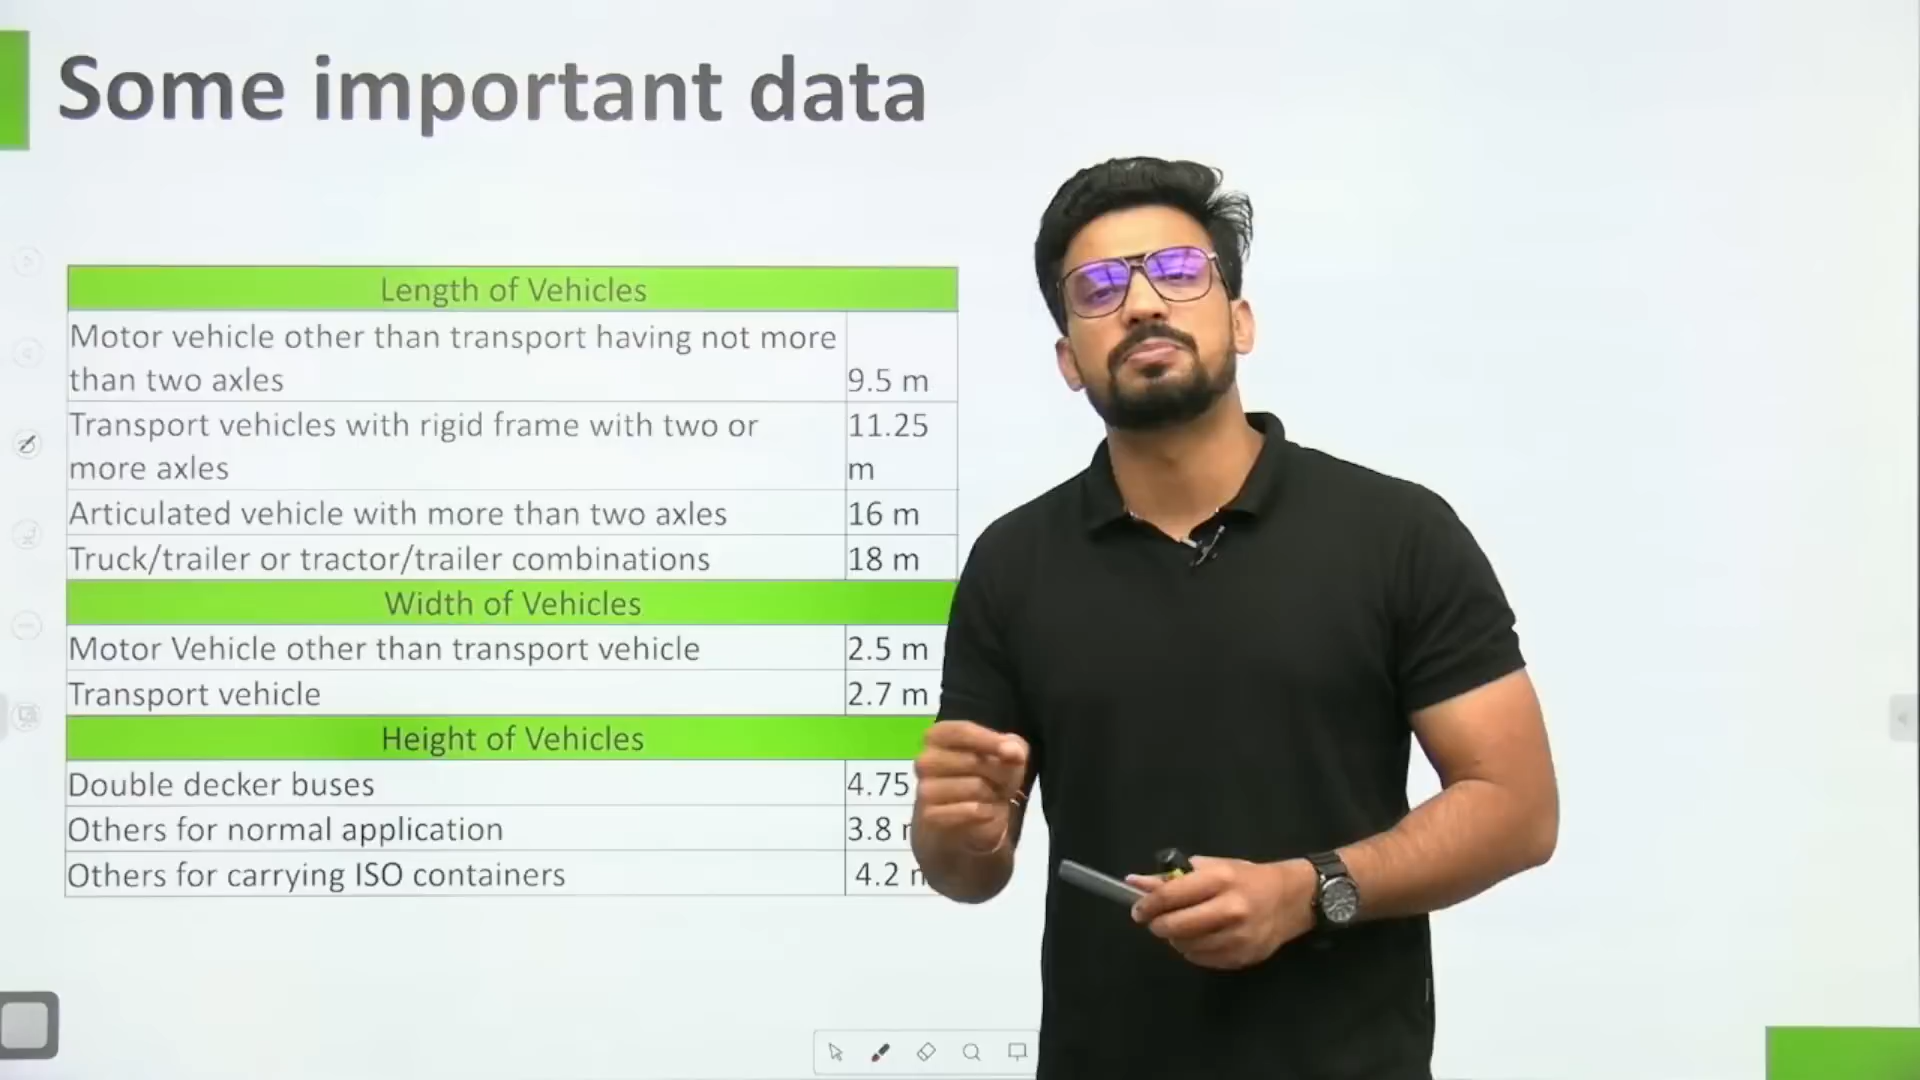 Some important data
Length of Vehicles
Motor vehicle other than transport having not more
than two axles
9.5 m
Transport vehicles with rigid frame with two or
more axles
11.25
m
Articulated vehicle with more than two axles
16 m
Truck/trailer or tractor/trailer combinations
18 m
Width of Vehicles
Motor Vehicle other than transport vehicle
2.5 m
Transport vehicle
2.7 m
Height of Vehicles
Double decker buses
4.75
Others for normal application
3.8
Others for carrying ISO containers
4.2